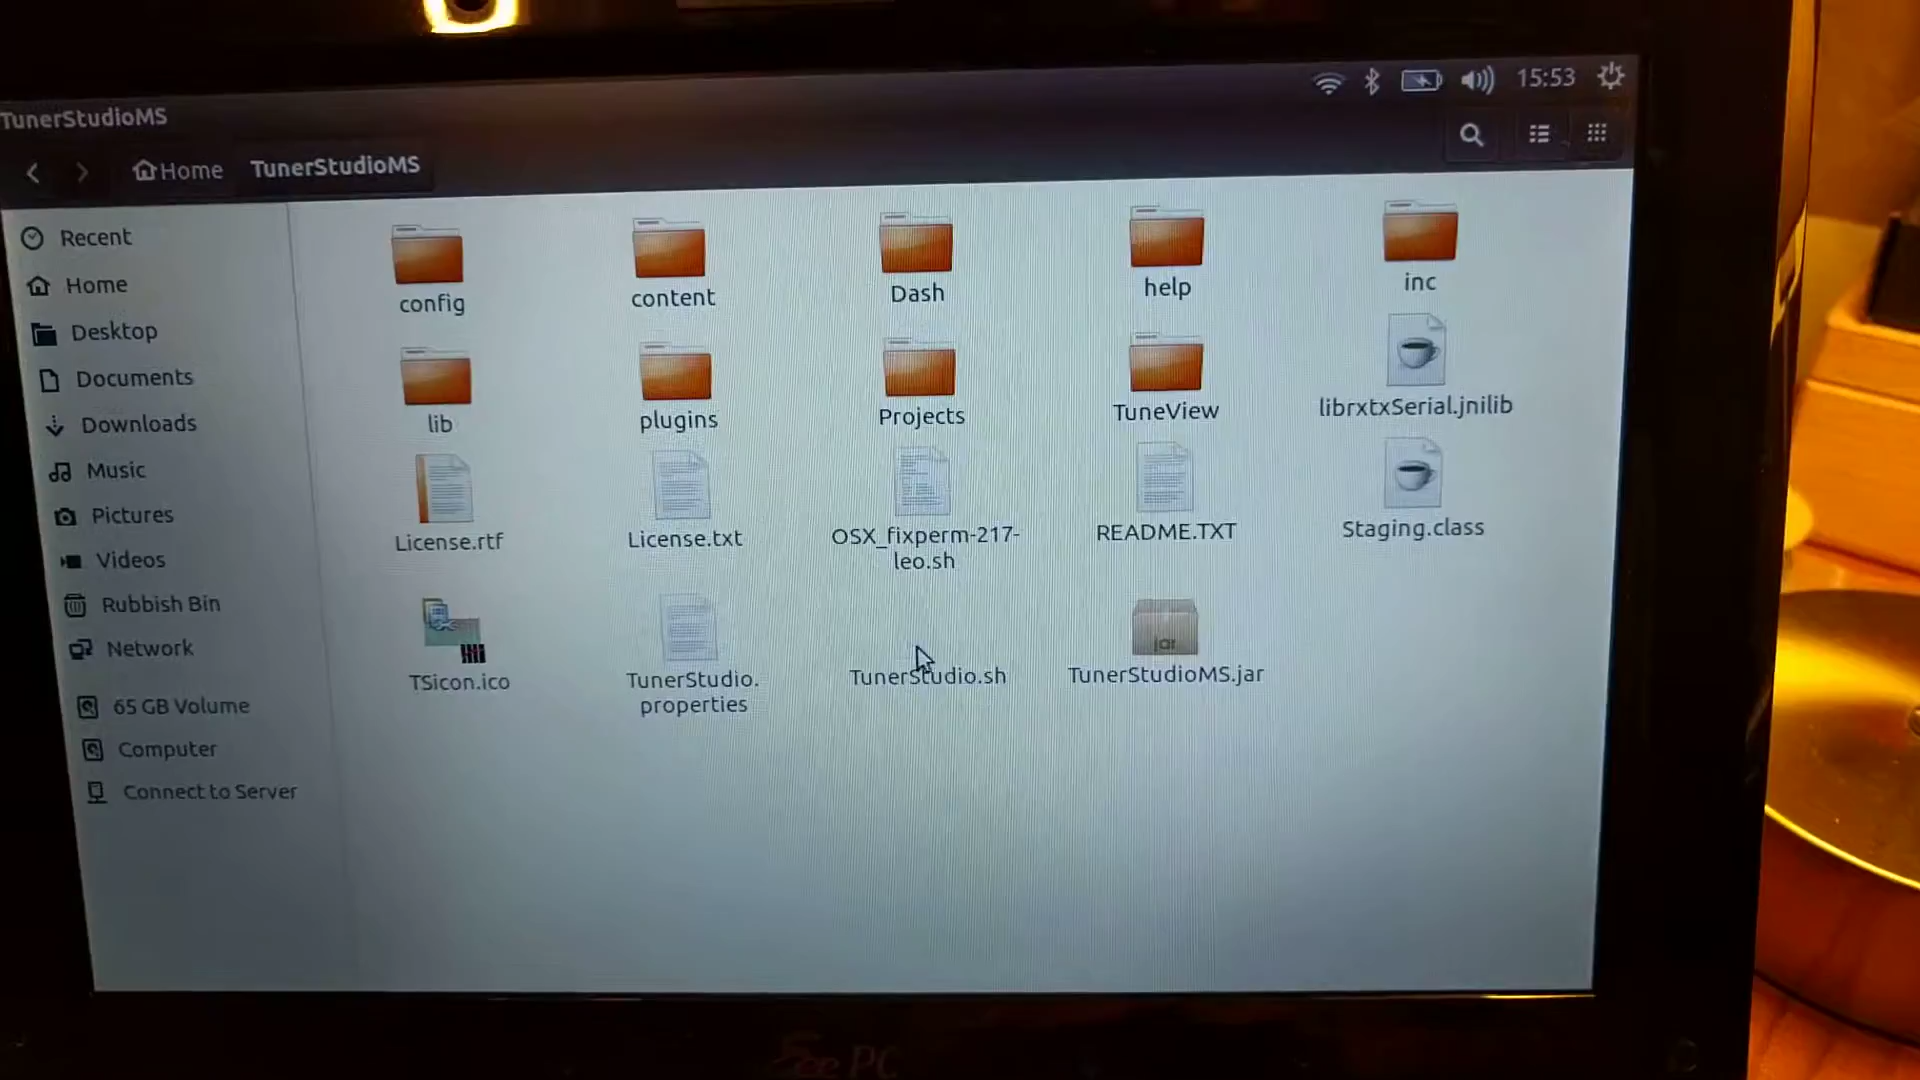 15:53
TunerStudioMS
Home TunerStudioMS
Recent
Home
Desktop
Documents
Downloads
Music
Pictures
Videos
Rubbish Bin
Network
65 GB Volume
Computer
Connect to Server
config content Dash help inc
lib plugins Projects TuneView librxtxSerial.jnilib
License.rtf License.txt OSX_fixperm-217-
leo.sh README.TXT Staging.class
TSicon.ico TunerStudio.
properties TunerStudio.sh jar
TunerStudioMS.jar
Eee PC